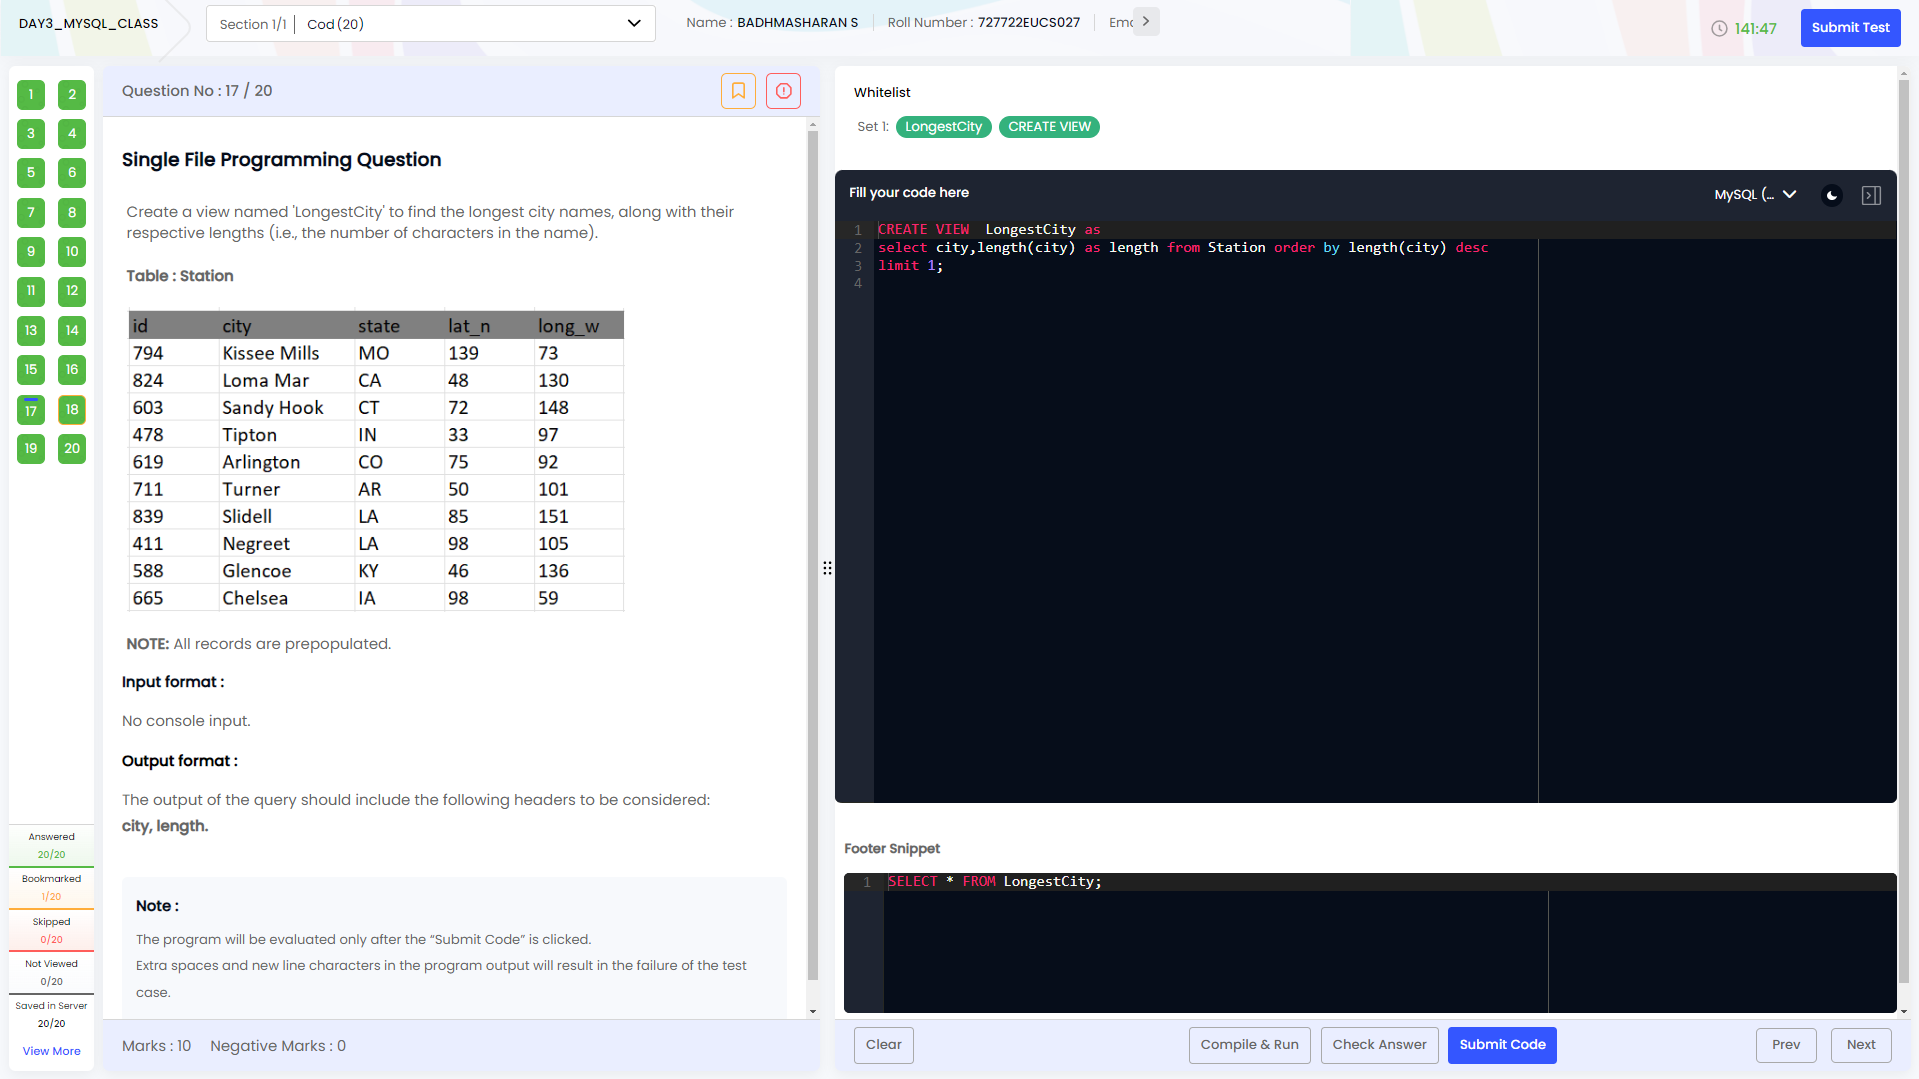 DAY3_MYSQL_CLASS
Section 1/1 | Cod (20)
Name : BADHMASHARAN S
Roll Number : 727722EUCS027
Ema
141:47
Submit Test
1 2
3 4
5 6
7 8
9 10
11 12
13 14
15 16
17 18
19 20
Answered
20/20
Bookmarked
1/20
Skipped
0/20
Not Viewed
0/20
Saved in Server
20/20
View More
Question No : 17 / 20
Single File Programming Question
Create a view named 'LongestCity' to find the longest city names, along with their
respective lengths (i.e., the number of characters in the name).
Table : Station
id city state lat_n long_w
794 Kissee Mills MO 139 73
824 Loma Mar CA 48 130
603 Sandy Hook CT 72 148
478 Tipton IN 33 97
619 Arlington CO 75 92
711 Turner AR 50 101
839 Slidell LA 85 151
411 Negreet LA 98 105
588 Glencoe KY 46 136
665 Chelsea IA 98 59
NOTE: All records are prepopulated.
Input format :
No console input.
Output format :
The output of the query should include the following headers to be considered:
city, length.
Note :
The program will be evaluated only after the “Submit Code” is clicked.
Extra spaces and new line characters in the program output will result in the failure of the test
case.
Marks : 10 Negative Marks : 0
Whitelist
Set 1: LongestCity CREATE VIEW
Fill your code here
MySQL (...
1 CREATE VIEW  LongestCity as
2 select city,length(city) as length from Station order by length(city) desc
3 limit 1;
4
Footer Snippet
1 SELECT * FROM LongestCity;
Clear
Compile & Run
Check Answer
Submit Code
Prev
Next